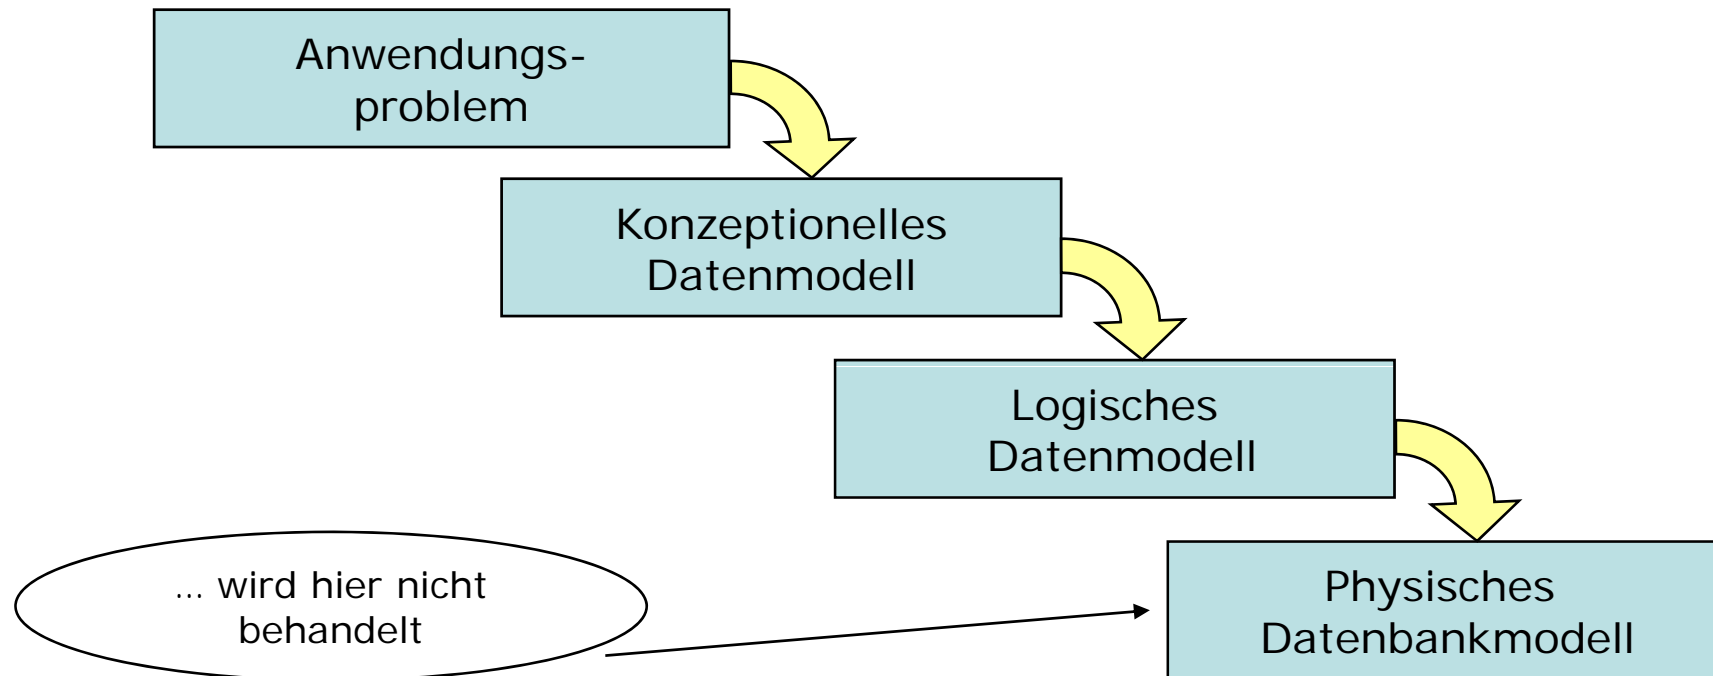 Anwendungs-
problem
Konzeptionelles
Datenmodell
Logisches
Datenmodell
... wird hier nicht
behandelt
Physisches
Datenbankmodell